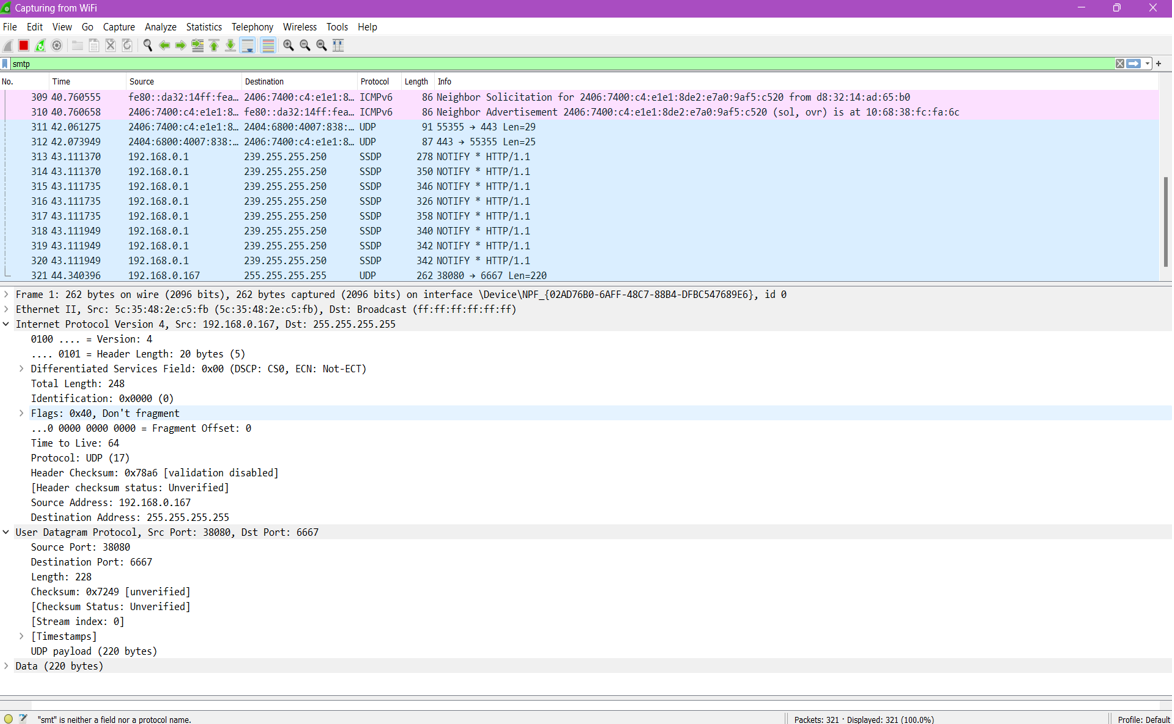 Capturing from WiFi
File Edit View Go Capture Analyze Statistics Telephony Wireless Tools Help
smtp
No. Time Source Destination Protocol Length Info
309 40.760555 fe80::da32:14ff:fea… 2406:7400:c4:e1e1:8… ICMPv6 86 Neighbor Solicitation for 2406:7400:c4:e1e1:8de2:e7a0:9af5:c520 from d8:32:14:ad:65:b0
310 40.760658 2406:7400:c4:e1e1:8… fe80::da32:14ff:fea… ICMPv6 86 Neighbor Advertisement 2406:7400:c4:e1e1:8de2:e7a0:9af5:c520 (sol, ovr) is at 10:68:38:fc:fa:6c
311 42.061275 2406:7400:c4:e1e1:8… 2404:6800:4007:838:… UDP 91 55355 → 443 Len=29
312 42.073949 2404:6800:4007:838:… 2406:7400:c4:e1e1:8… UDP 87 443 → 55355 Len=25
313 43.111370 192.168.0.1 239.255.255.250 SSDP 278 NOTIFY * HTTP/1.1
314 43.111370 192.168.0.1 239.255.255.250 SSDP 350 NOTIFY * HTTP/1.1
315 43.111735 192.168.0.1 239.255.255.250 SSDP 346 NOTIFY * HTTP/1.1
316 43.111735 192.168.0.1 239.255.255.250 SSDP 326 NOTIFY * HTTP/1.1
317 43.111735 192.168.0.1 239.255.255.250 SSDP 358 NOTIFY * HTTP/1.1
318 43.111949 192.168.0.1 239.255.255.250 SSDP 340 NOTIFY * HTTP/1.1
319 43.111949 192.168.0.1 239.255.255.250 SSDP 342 NOTIFY * HTTP/1.1
320 43.111949 192.168.0.1 239.255.255.250 SSDP 342 NOTIFY * HTTP/1.1
321 44.340396 192.168.0.167 255.255.255.255 UDP 262 38080 → 6667 Len=220
Frame 1: 262 bytes on wire (2096 bits), 262 bytes captured (2096 bits) on interface \Device\NPF_{02AD76B0-6AFF-48C7-88B4-DFBC547689E6}, id 0
Ethernet II, Src: 5c:35:48:2e:c5:fb (5c:35:48:2e:c5:fb), Dst: Broadcast (ff:ff:ff:ff:ff:ff)
Internet Protocol Version 4, Src: 192.168.0.167, Dst: 255.255.255.255
0100 .... = Version: 4
.... 0101 = Header Length: 20 bytes (5)
Differentiated Services Field: 0x00 (DSCP: CS0, ECN: Not-ECT)
Total Length: 248
Identification: 0x0000 (0)
Flags: 0x40, Don't fragment
...0 0000 0000 0000 = Fragment Offset: 0
Time to Live: 64
Protocol: UDP (17)
Header Checksum: 0x78a6 [validation disabled]
[Header checksum status: Unverified]
Source Address: 192.168.0.167
Destination Address: 255.255.255.255
User Datagram Protocol, Src Port: 38080, Dst Port: 6667
Source Port: 38080
Destination Port: 6667
Length: 228
Checksum: 0x7249 [unverified]
[Checksum Status: Unverified]
[Stream index: 0]
[Timestamps]
UDP payload (220 bytes)
Data (220 bytes)
"smt" is neither a field nor a protocol name. Packets: 321 · Displayed: 321 (100.0%) Profile: Default